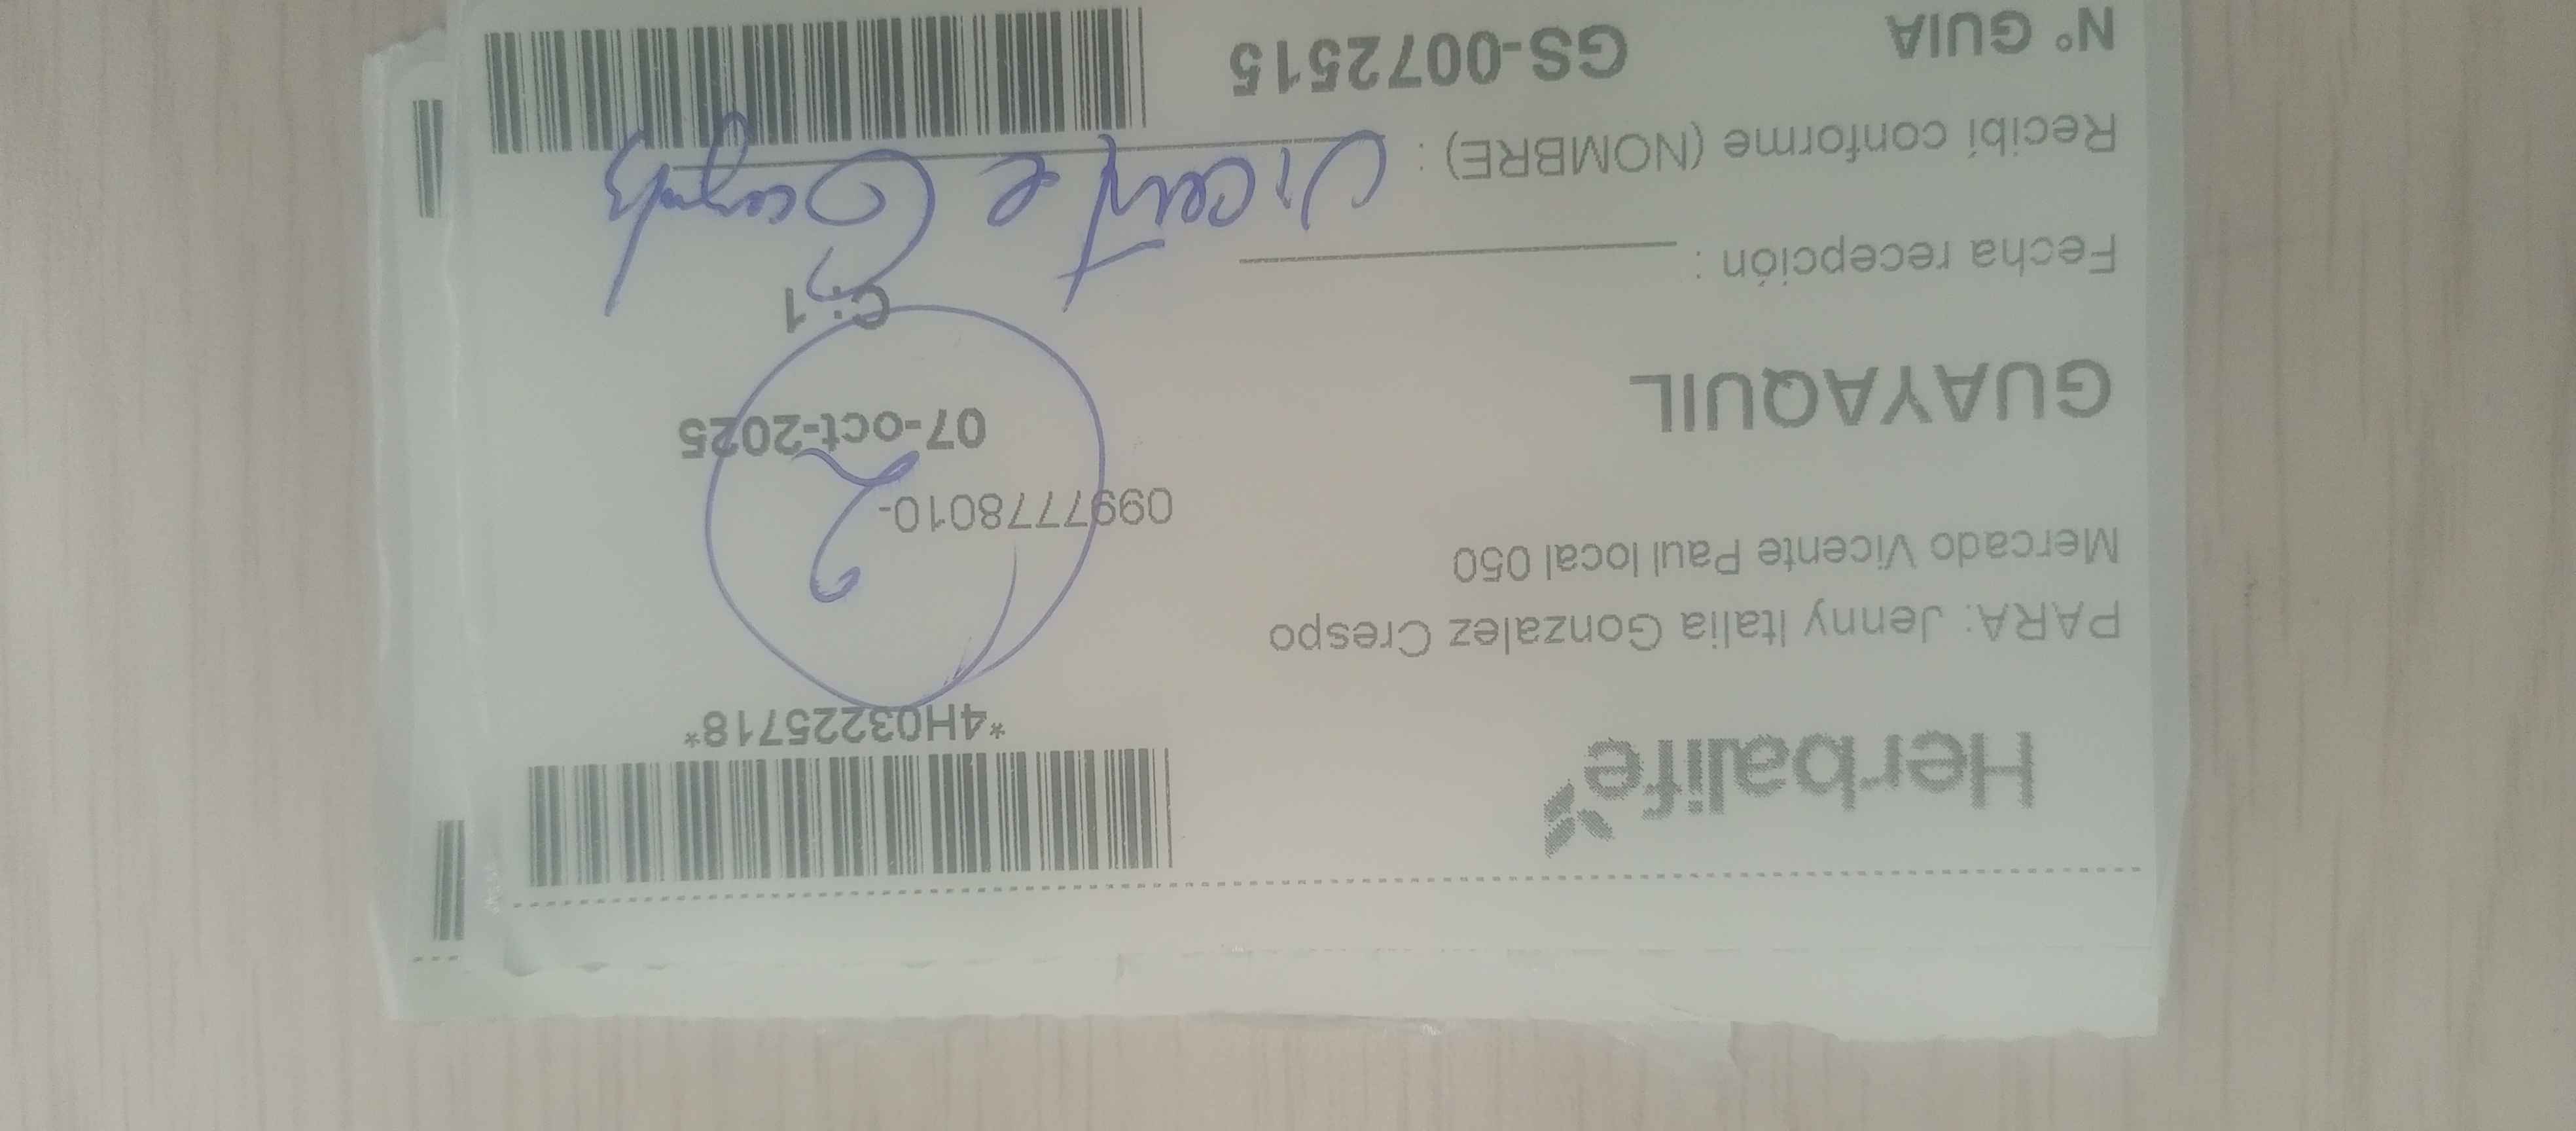 Herbalife
*4H03225718*
PARA: Jenny Italia Gonzalez Crespo
Mercado Vicente Paul local 050
0997778010-
2
GUAYAQUIL
07-oct-2025
C:1
Fecha recepción :
Recibí conforme (NOMBRE) : Vicente
N° GUIA
GS-0072515